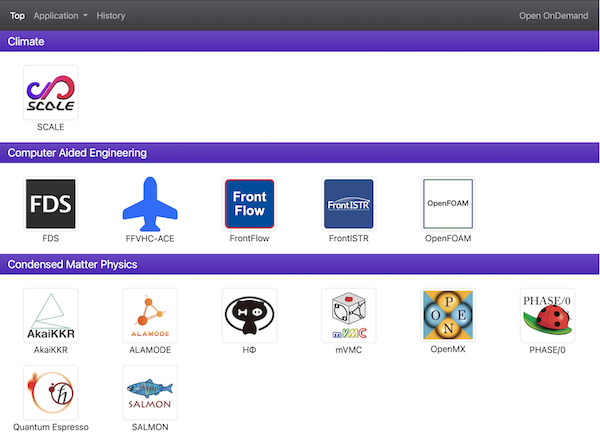 Top Application History Open OnDemand
Climate
SCALE
SCALE
Computer Aided Engineering
FDS
Front
Flow
FrontISTR
OpenFOAM
FDS FFVHC-ACE FrontFlow FrontISTR OpenFOAM
Condensed Matter Physics
AkaiKKR
ALAMODE
HΦ
mVMC
OPEN
PHASE/0
AkaiKKR ALAMODE HΦ mVMC OpenMX PHASE/0
ħ
SALMON
Quantum Espresso SALMON